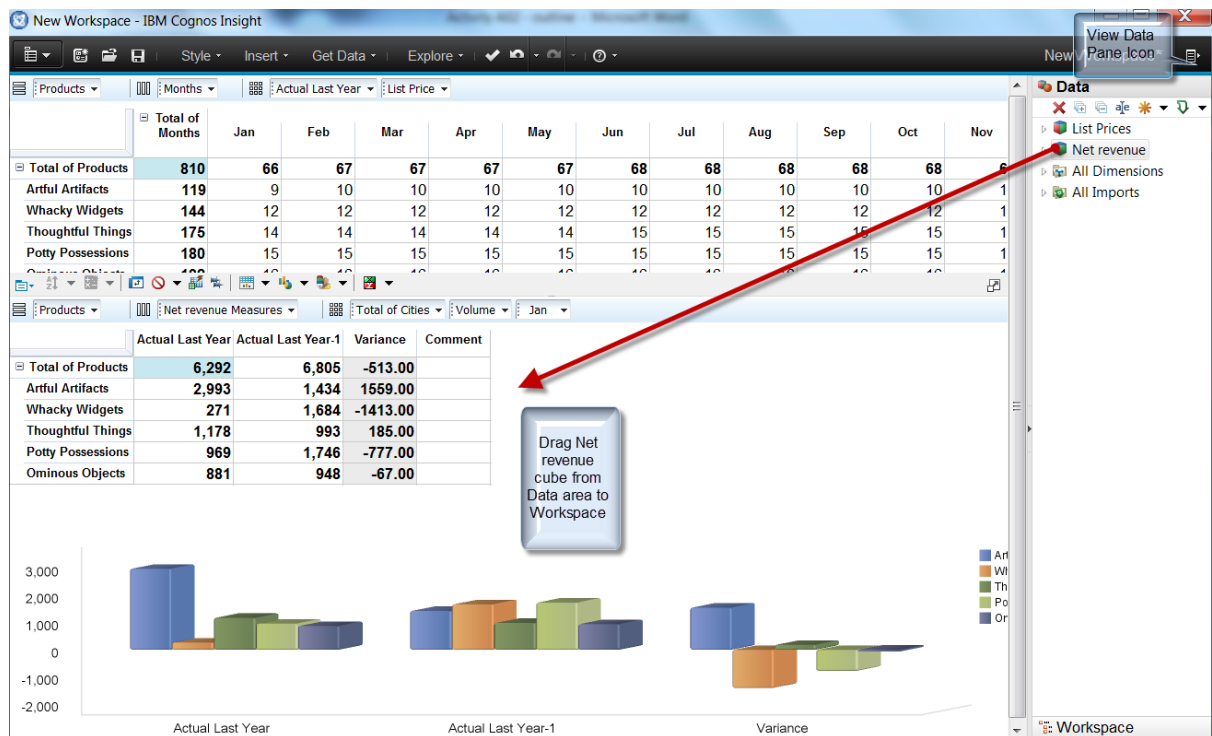 New Workspace - IBM Cognos Insight
View Data
Pane Icon
Style Insert Get Data Explore
Products Months Actual Last Year List Price
Total of Months Jan Feb Mar Apr May Jun Jul Aug Sep Oct Nov
Total of Products 810 66 67 67 67 67 68 68 68 68 68 6
Artful Artifacts 119 9 10 10 10 10 10 10 10 10 10 1
Whacky Widgets 144 12 12 12 12 12 12 12 12 12 12 1
Thoughtful Things 175 14 14 14 14 14 15 15 15 15 15 1
Potty Possessions 180 15 15 15 15 15 15 15 15 15 15 1
Products Net revenue Measures Total of Cities Volume Jan
Actual Last Year Actual Last Year-1 Variance Comment
Total of Products 6,292 6,805 -513.00
Artful Artifacts 2,993 1,434 1559.00
Whacky Widgets 271 1,684 -1413.00
Thoughtful Things 1,178 993 185.00
Potty Possessions 969 1,746 -777.00
Ominous Objects 881 948 -67.00
Drag Net
revenue
cube from
Data area to
Workspace
3,000
2,000
1,000
0
-1,000
-2,000
Actual Last Year Actual Last Year-1 Variance
Art
Wh
Th
Po
Or
Data
List Prices
Net revenue
All Dimensions
All Imports
Workspace